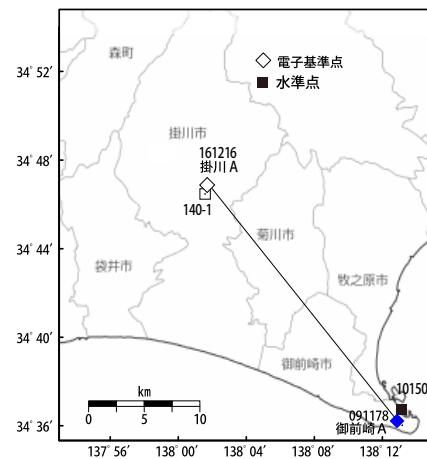 34° 52′
34° 48′
34° 44′
34° 40′
34° 36′
森町
◇ 電子基準点
■ 水準点
掛川市
161216
掛川 A
140-1
菊川市
袋井市
牧之原市
御前崎市
km
0 5 10
10150
091178
御前崎 A
137° 56′ 138° 00′ 138° 04′ 138° 08′ 138° 12′